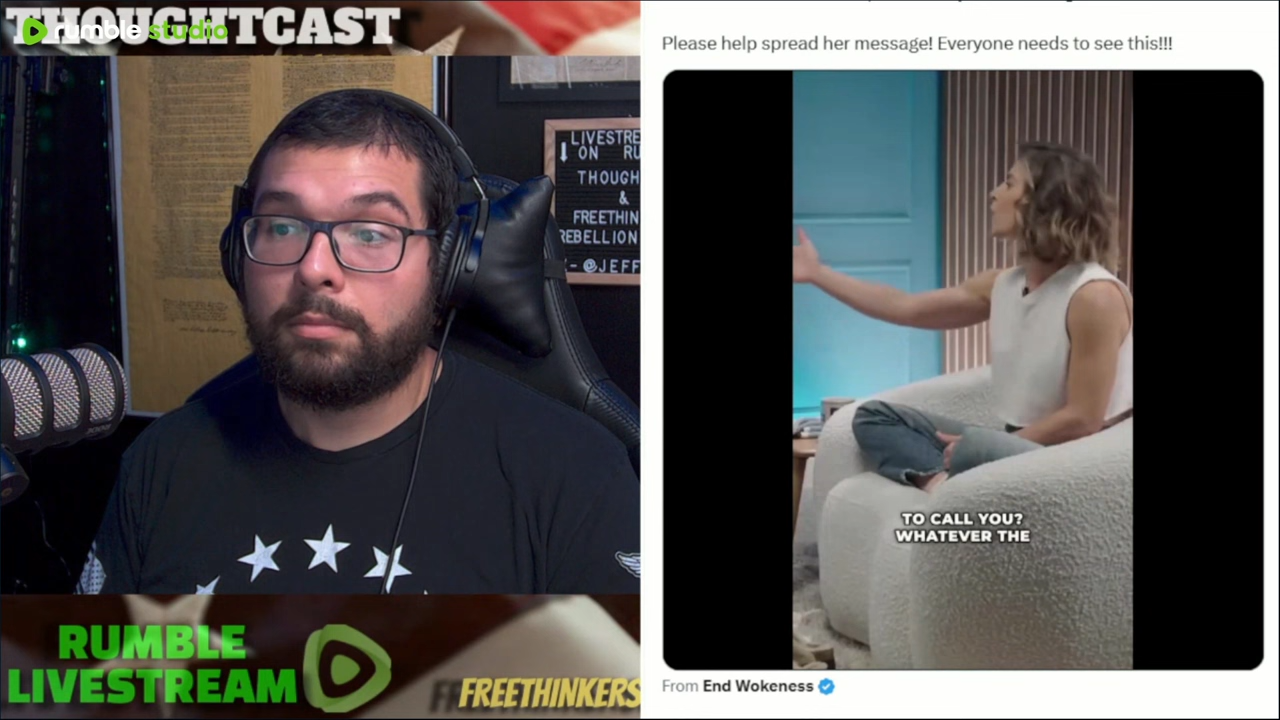 THOUGHTCAST
rumble studio
LIVESTRE
ON RU
THOUGH
&
FREETHIN
REBELLION
- @JEFF
RUMBLE
LIVESTREAM
FREETHINKERS
Please help spread her message! Everyone needs to see this!!!
TO CALL YOU?
WHATEVER THE
From End Wokeness